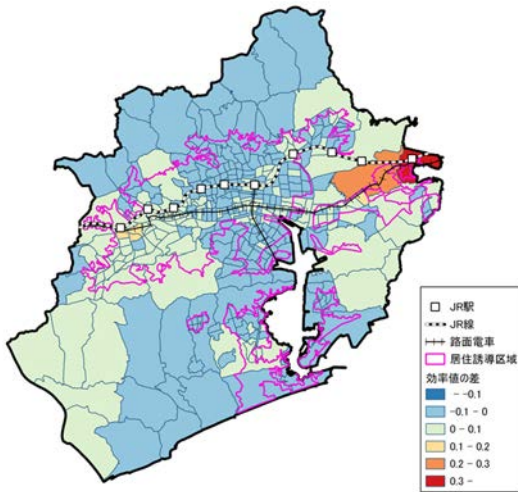 JR駅
JR線
路面電車
居住誘導区域
効率値の差
- -0.1
-0.1 - 0
0 - 0.1
0.1 - 0.2
0.2 - 0.3
0.3 -